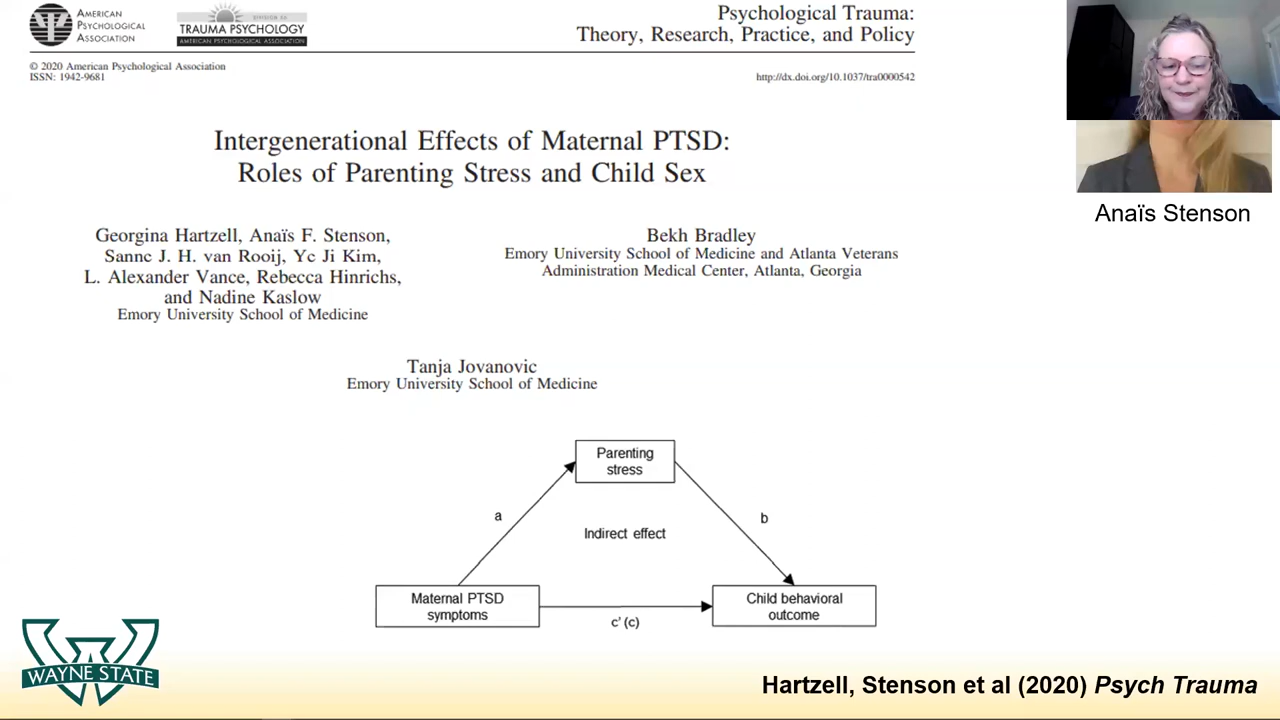 AMERICAN
PSYCHOLOGICAL
ASSOCIATION
DIVISION 56
TRAUMA PSYCHOLOGY
AMERICAN PSYCHOLOGICAL ASSOCIATION
Psychological Trauma:
Theory, Research, Practice, and Policy
© 2020 American Psychological Association
ISSN: 1942-9681
http://dx.doi.org/10.1037/tra0000542
Intergenerational Effects of Maternal PTSD:
Roles of Parenting Stress and Child Sex
Georgina Hartzell, Anaïs F. Stenson,
Sanne J. H. van Rooij, Ye Ji Kim,
L. Alexander Vance, Rebecca Hinrichs,
and Nadine Kaslow
Emory University School of Medicine
Bekh Bradley
Emory University School of Medicine and Atlanta Veterans
Administration Medical Center, Atlanta, Georgia
Tanja Jovanovic
Emory University School of Medicine
Parenting
stress
a
b
Indirect effect
Maternal PTSD
symptoms
c' (c)
Child behavioral
outcome
Anaïs Stenson
WAYNE STATE
Hartzell, Stenson et al (2020) Psych Trauma